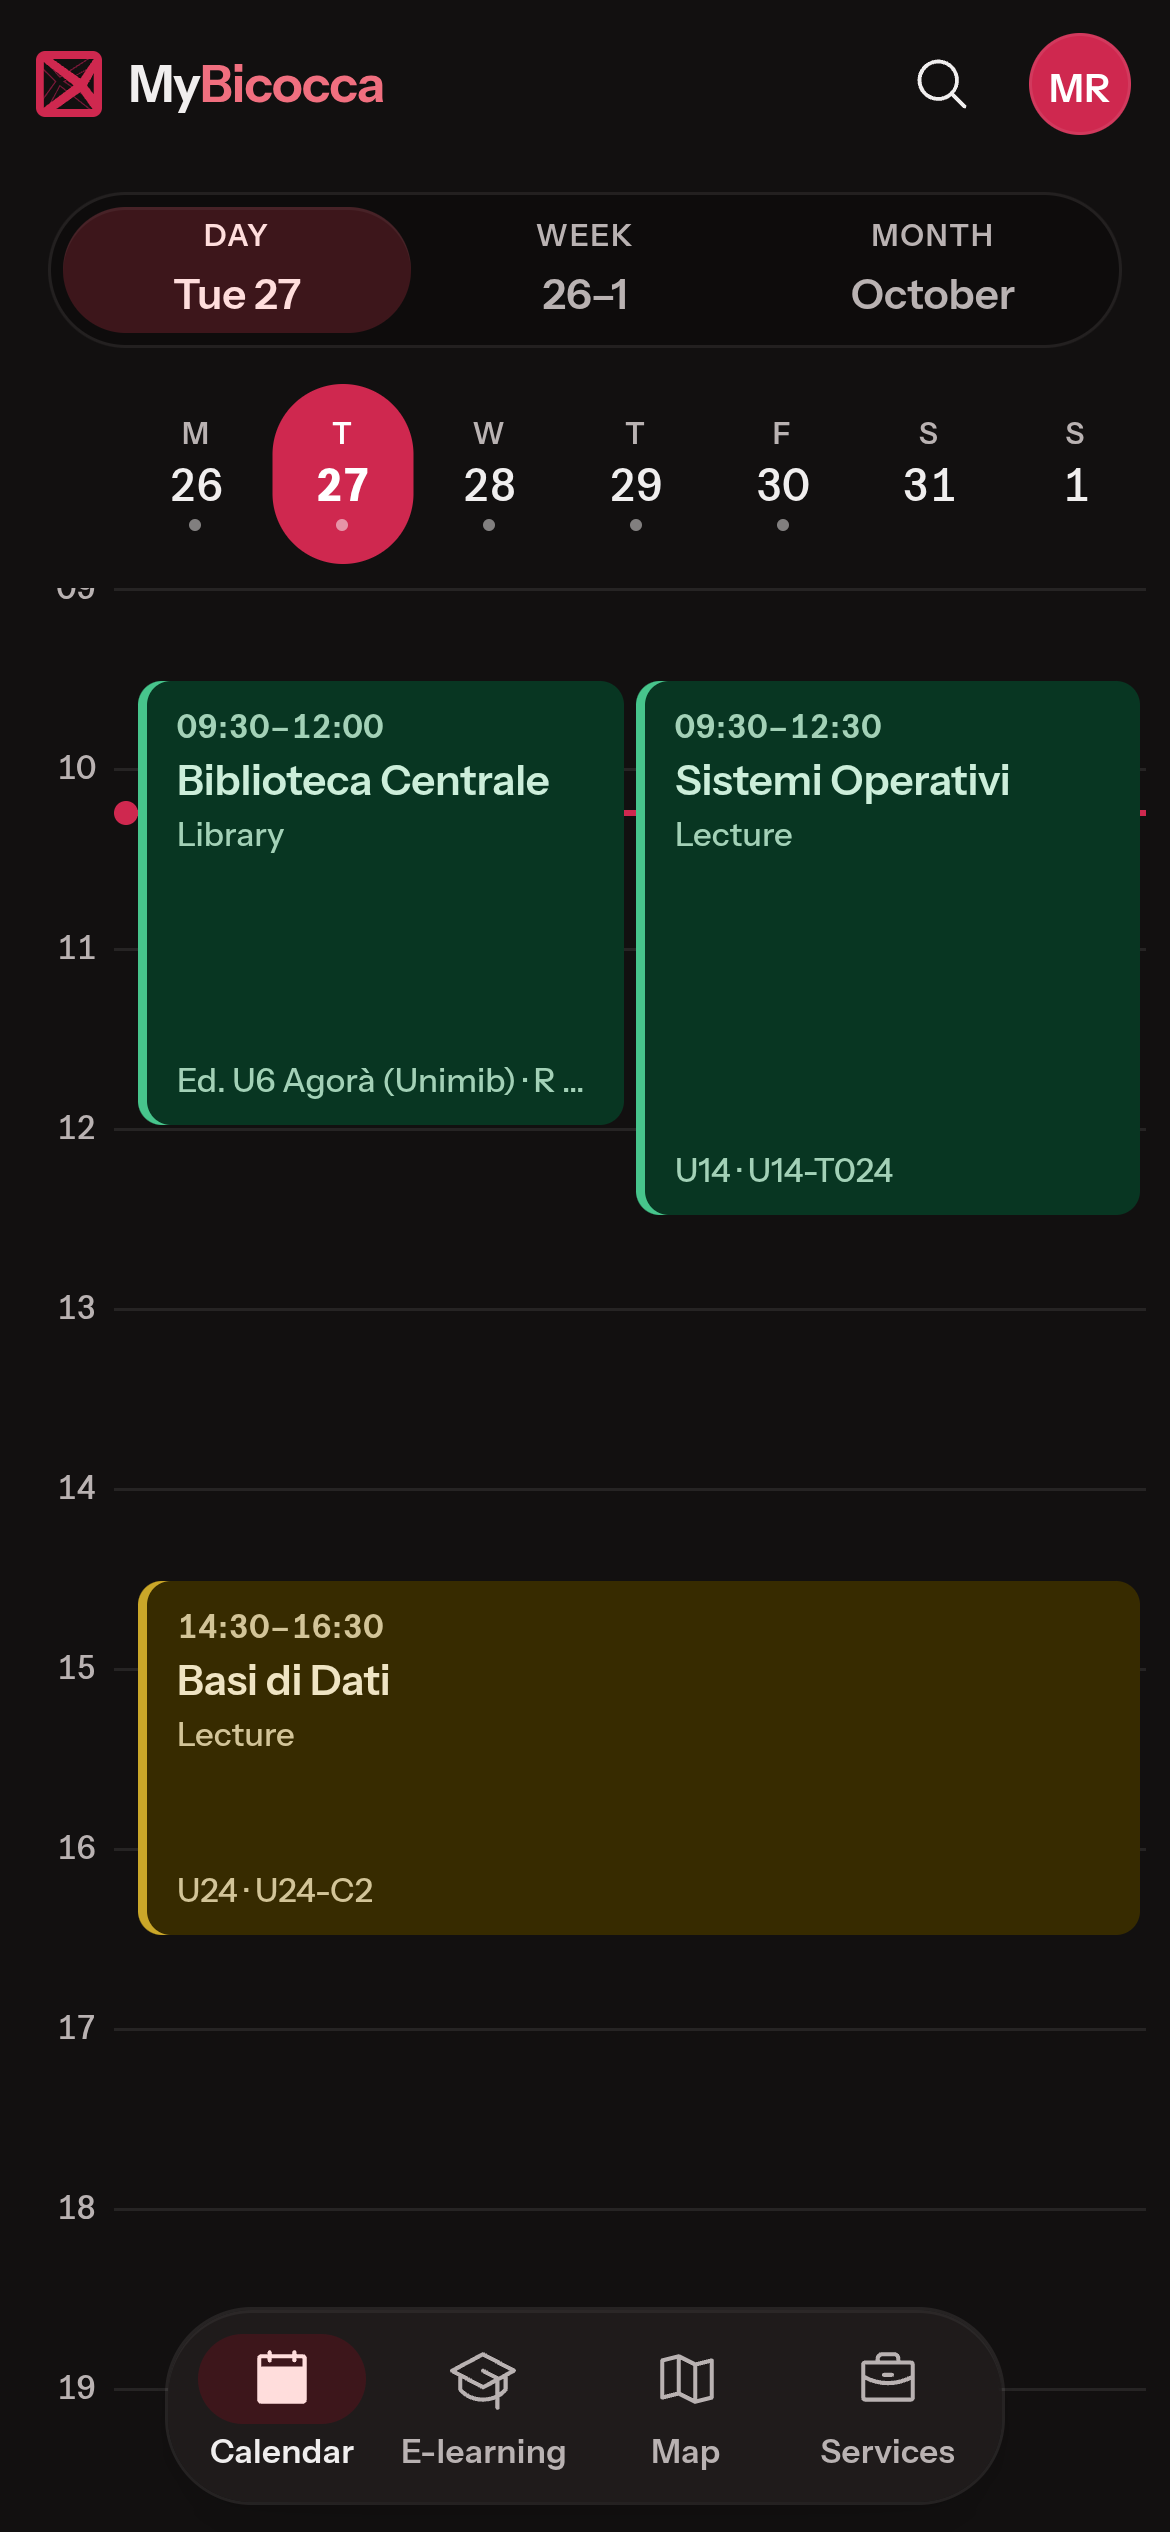 MyBicocca
MR
DAY
Tue 27
WEEK
26–1
MONTH
October
M
26
T
27
W
28
T
29
F
30
S
31
S
1
09
09:30–12:00
Biblioteca Centrale
Library
Ed. U6 Agorà (Unimib) · R ...
09:30–12:30
Sistemi Operativi
Lecture
U14 · U14-T024
10
11
12
13
14
14:30–16:30
Basi di Dati
Lecture
U24 · U24-C2
15
16
17
18
19
Calendar
E-learning
Map
Services